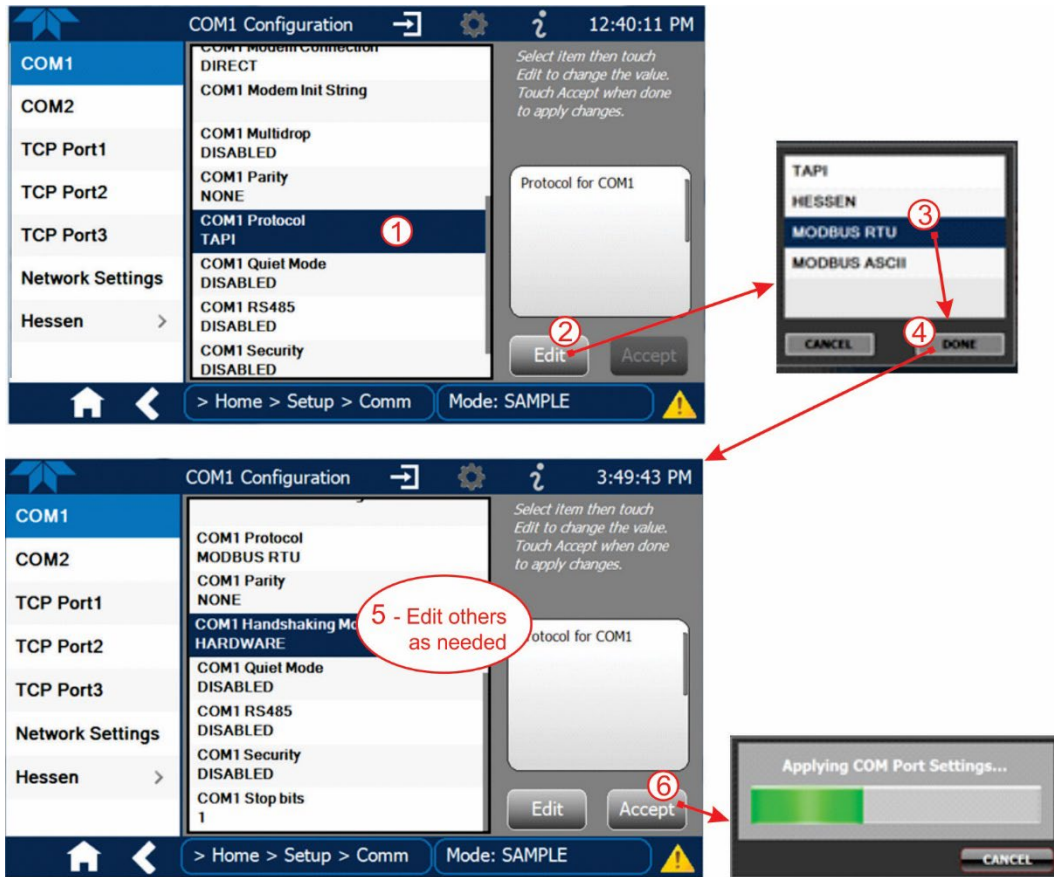 COM1 Configuration
12:40:11 PM
COM1
COM2
TCP Port1
TCP Port2
TCP Port3
Network Settings
Hessen >
COM1 Modem Connection
DIRECT
COM1 Modem Init String
COM1 Multidrop
DISABLED
COM1 Parity
NONE
COM1 Protocol
TAPI
1
COM1 Quiet Mode
DISABLED
COM1 RS485
DISABLED
COM1 Security
DISABLED
Select item then touch
Edit to change the value.
Touch Accept when done
to apply changes.
Protocol for COM1
2
Edit
Accept
> Home > Setup > Comm
Mode: SAMPLE
TAPI
HESSEN
3
MODBUS RTU
MODBUS ASCII
4
CANCEL
DONE
COM1 Configuration
3:49:43 PM
COM1
COM2
TCP Port1
TCP Port2
TCP Port3
Network Settings
Hessen >
COM1 Protocol
MODBUS RTU
COM1 Parity
NONE
COM1 Handshaking Mo
HARDWARE
5 - Edit others
as needed
COM1 Quiet Mode
DISABLED
COM1 RS485
DISABLED
COM1 Security
DISABLED
COM1 Stop bits
1
Select item then touch
Edit to change the value.
Touch Accept when done
to apply changes.
otocol for COM1
6
Edit
Accept
> Home > Setup > Comm
Mode: SAMPLE
Applying COM Port Settings...
CANCEL